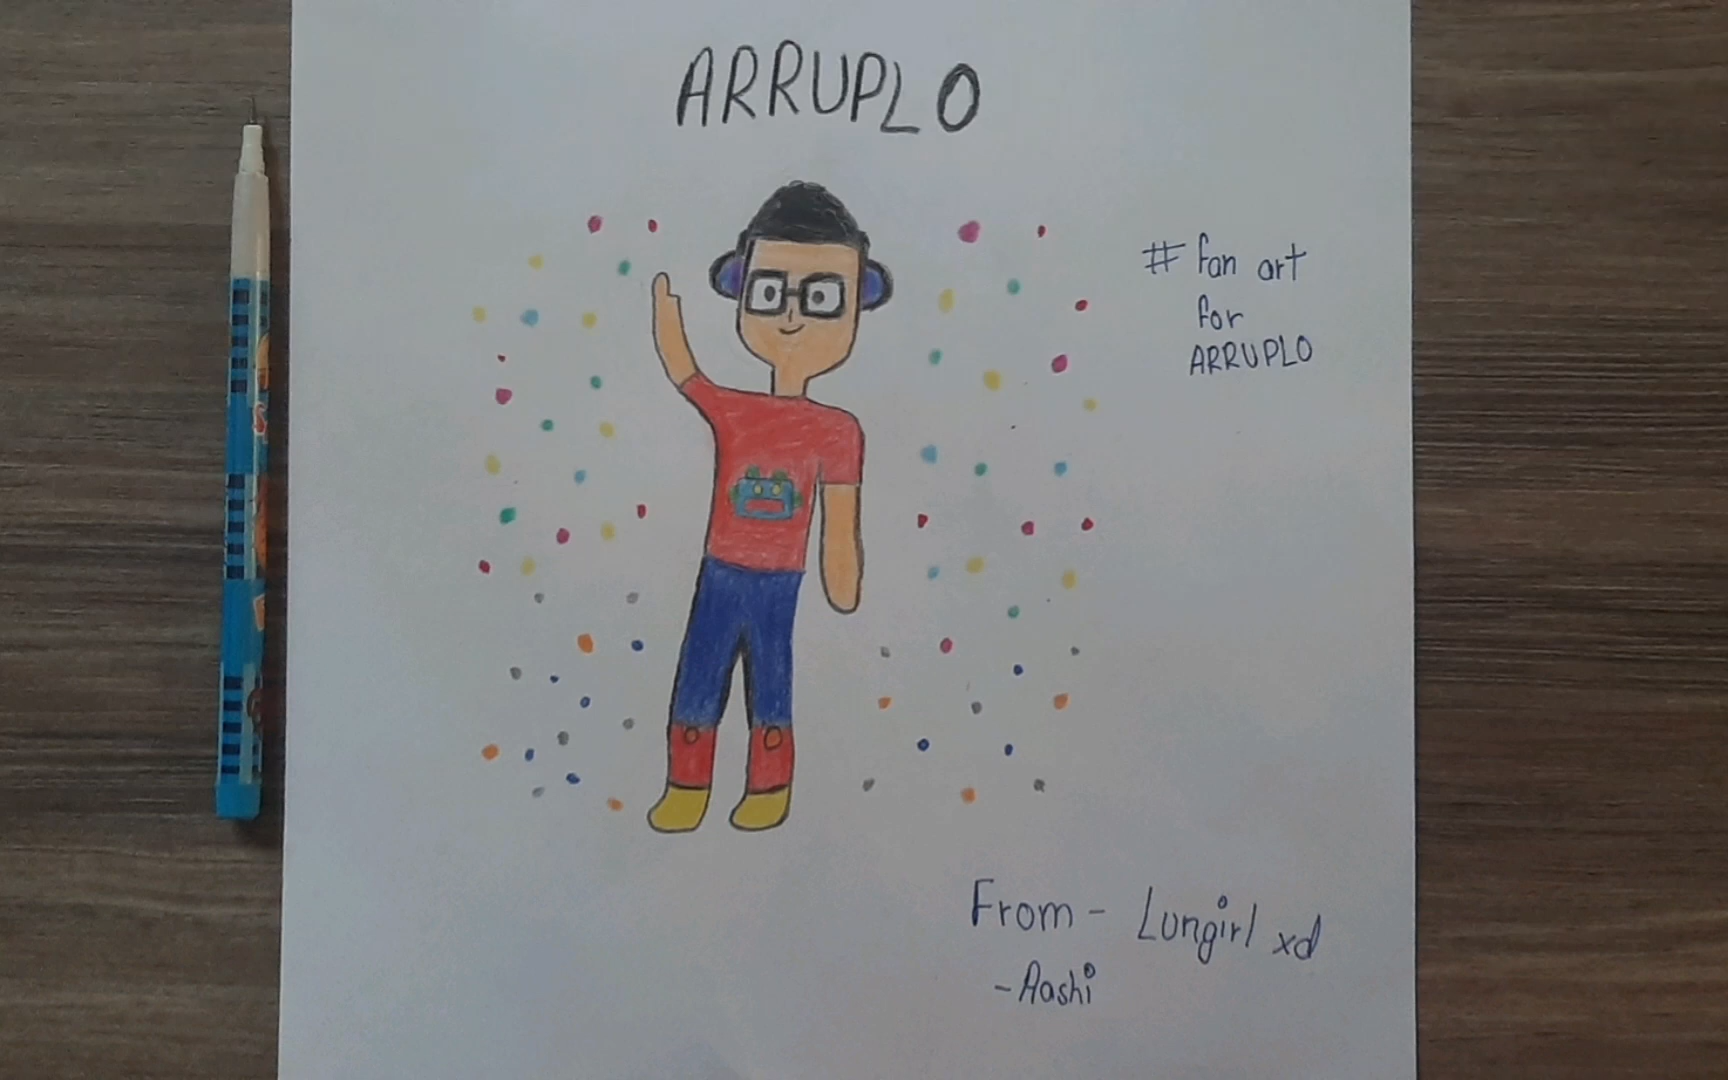 ARRUPLO
# fan art
for
ARRUPLO
From - Lungirl xd
- Aashi